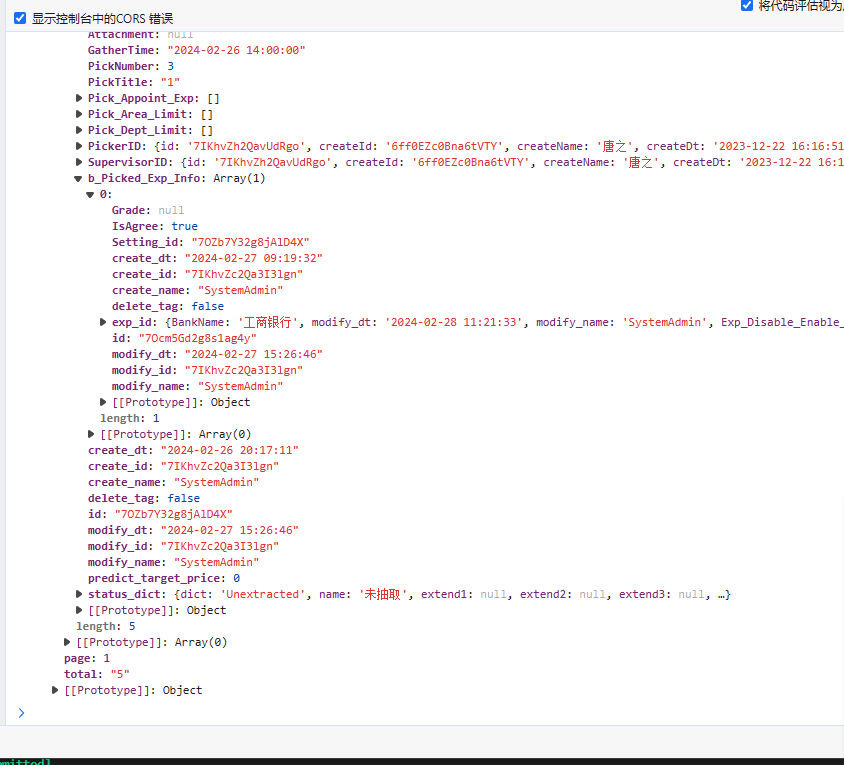 将代码评估视为
显示控制台中的CORS 错误
Attachment: null
GatherTime: "2024-02-26 14:00:00"
PickNumber: 3
PickTitle: "1"
Pick_Appoint_Exp: []
Pick_Area_Limit: []
Pick_Dept_Limit: []
PickerID: {id: '7IKhvZh2QavUdRgo', createId: '6ff0EZc0Bna6tVTY', createName: '唐之', createDt: '2023-12-22 16:16:51
SupervisorID: {id: '7IKhvZh2QavUdRgo', createId: '6ff0EZc0Bna6tVTY', createName: '唐之', createDt: '2023-12-22 16:1
b_Picked_Exp_Info: Array(1)
0:
Grade: null
IsAgree: true
Setting_id: "7OZb7Y32g8jAlD4X"
create_dt: "2024-02-27 09:19:32"
create_id: "7IKhvZc2Qa3I3lgn"
create_name: "SystemAdmin"
delete_tag: false
exp_id: {BankName: '工商银行', modify_dt: '2024-02-28 11:21:33', modify_name: 'SystemAdmin', Exp_Disable_Enable_
id: "7Ocm5Gd2g8s1ag4y"
modify_dt: "2024-02-27 15:26:46"
modify_id: "7IKhvZc2Qa3I3lgn"
modify_name: "SystemAdmin"
[[Prototype]]: Object
length: 1
[[Prototype]]: Array(0)
create_dt: "2024-02-26 20:17:11"
create_id: "7IKhvZc2Qa3I3lgn"
create_name: "SystemAdmin"
delete_tag: false
id: "7OZb7Y32g8jAlD4X"
modify_dt: "2024-02-27 15:26:46"
modify_id: "7IKhvZc2Qa3I3lgn"
modify_name: "SystemAdmin"
predict_target_price: 0
status_dict: {dict: 'Unextracted', name: '未抽取', extend1: null, extend2: null, extend3: null, …}
[[Prototype]]: Object
length: 5
[[Prototype]]: Array(0)
page: 1
total: "5"
[[Prototype]]: Object